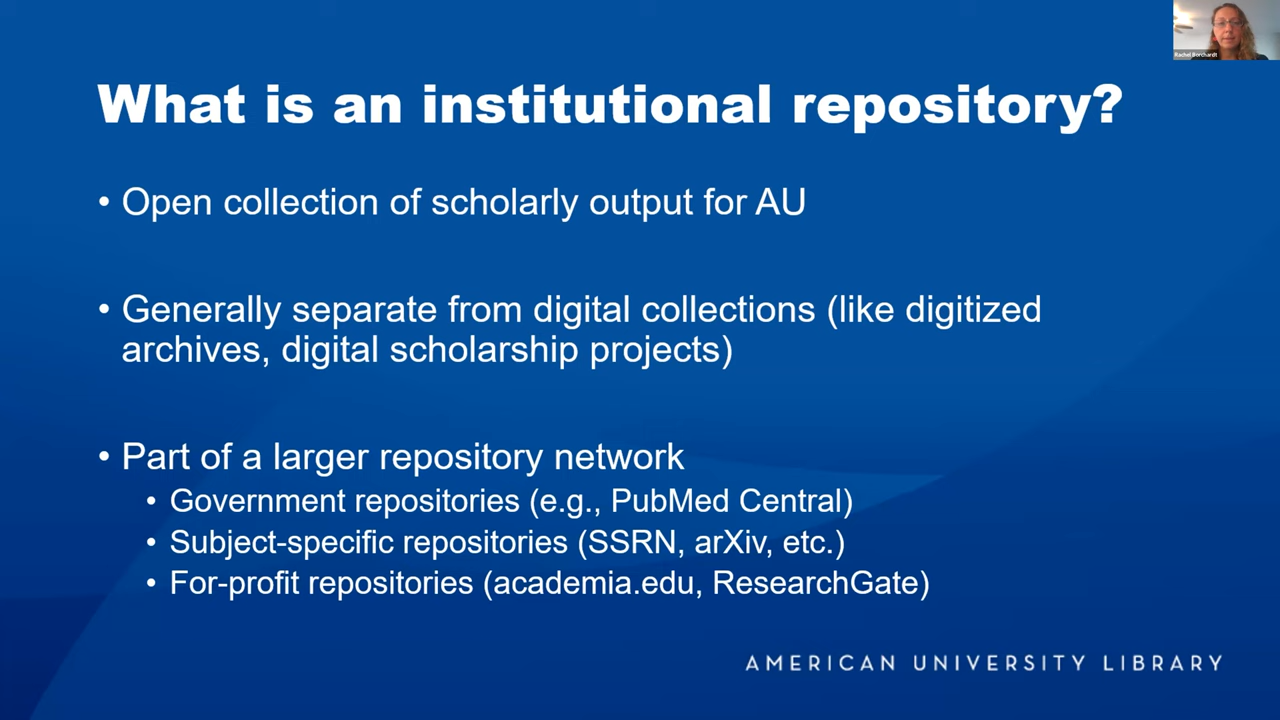 Rachel Borchardt
What is an institutional repository?
• Open collection of scholarly output for AU
• Generally separate from digital collections (like digitized
archives, digital scholarship projects)
• Part of a larger repository network
• Government repositories (e.g., PubMed Central)
• Subject-specific repositories (SSRN, arXiv, etc.)
• For-profit repositories (academia.edu, ResearchGate)
AMERICAN UNIVERSITY LIBRARY